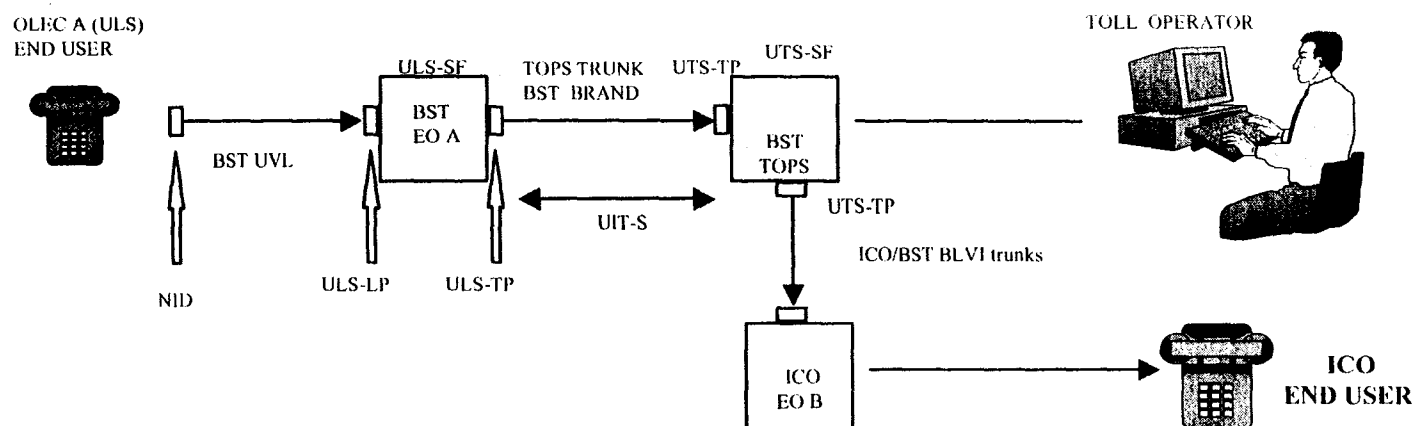 OLEC A (ULS)
END USER
BST UVL
NID
ULS-SF
BST
EO A
ULS-LP
ULS-TP
TOPS TRUNK
BST BRAND
UIT-S
UTS-TP
UTS-SF
BST
TOPS
UTS-TP
TOLL OPERATOR
ICO/BST BLVI trunks
ICO
EO B
ICO
END USER